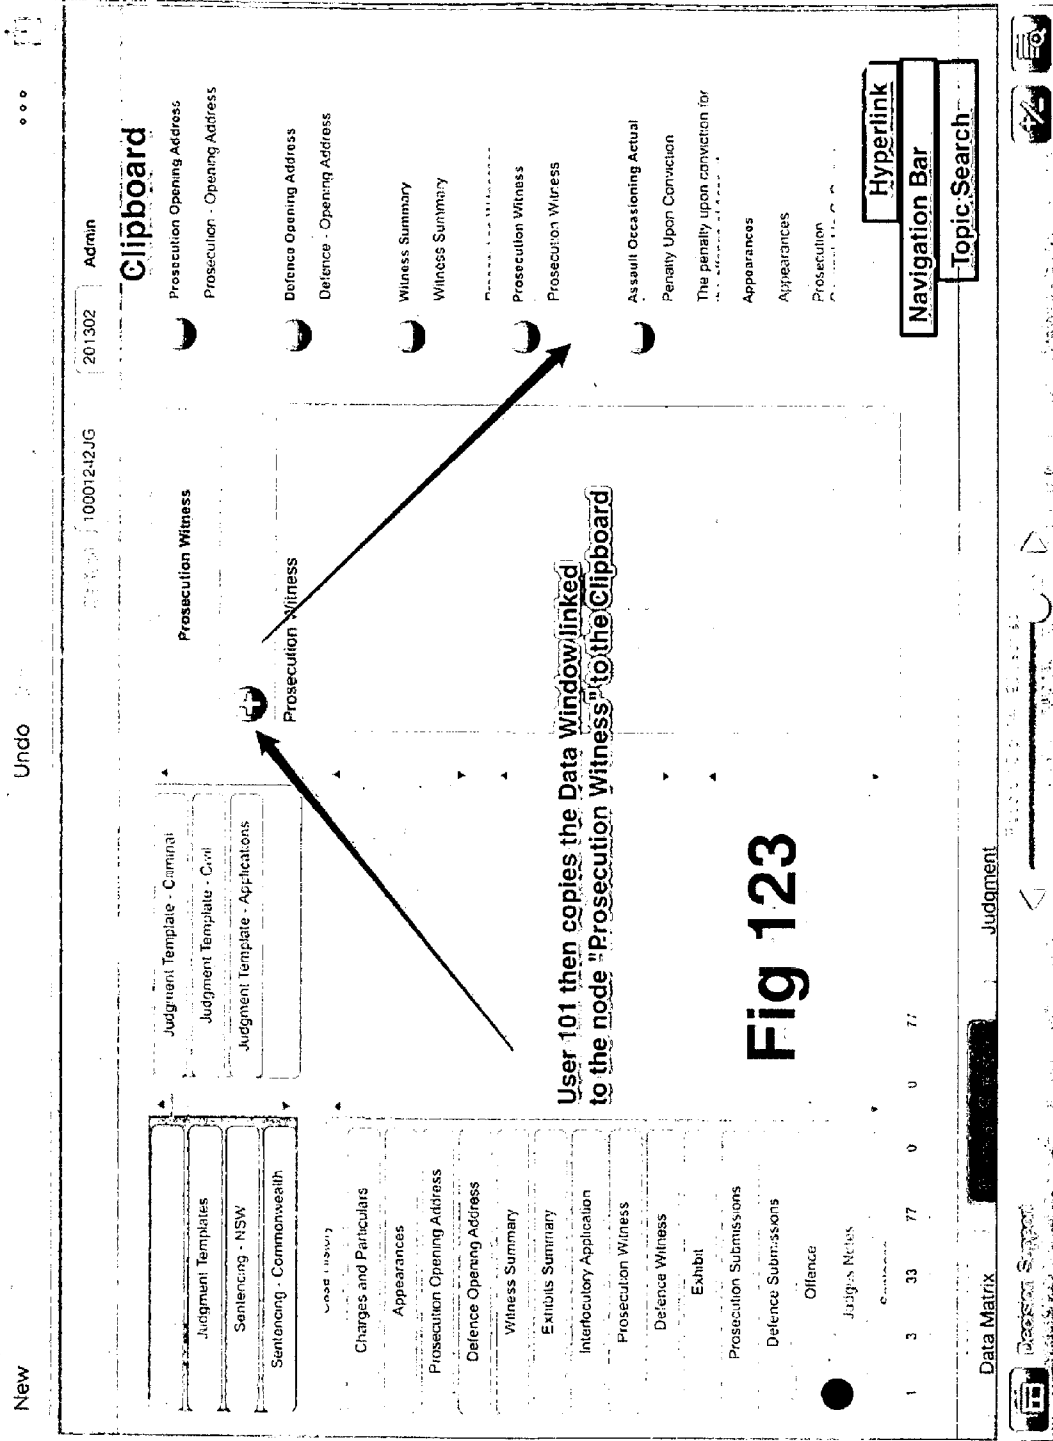 New
Undo
10001242JG
201302
Admin
Judgment Templates
Sentencing - NSW
Sentencing - Commonwealth
Judgment Template - Criminal
Judgment Template - Civil
Judgment Template - Applications
Prosecution Witness
Prosecution Witness
Clipboard
Prosecution Opening Address
Prosecution - Opening Address
Defence Opening Address
Defence - Opening Address
Witness Summary
Witness Summary
Prosecution Witness
Prosecution Witness
Assault Occasioning Actual
Penalty Upon Conviction
The penalty upon conviction for
Appearances
Appearances
Prosecution
Case History
Charges and Particulars
Appearances
Prosecution Opening Address
Defence Opening Address
Witness Summary
Exhibits Summary
Interlocutory Application
Prosecution Witness
Defence Witness
Exhibit
Prosecution Submissions
Defence Submissions
Offence
Judges Notes
User 101 then copies the Data Window linked
to the node "Prosecution Witness" to the Clipboard
Fig 123
Hyperlink
Navigation Bar
Topic Search
1 3 33 77 0 0 77
Data Matrix
Judgment
Decision Support